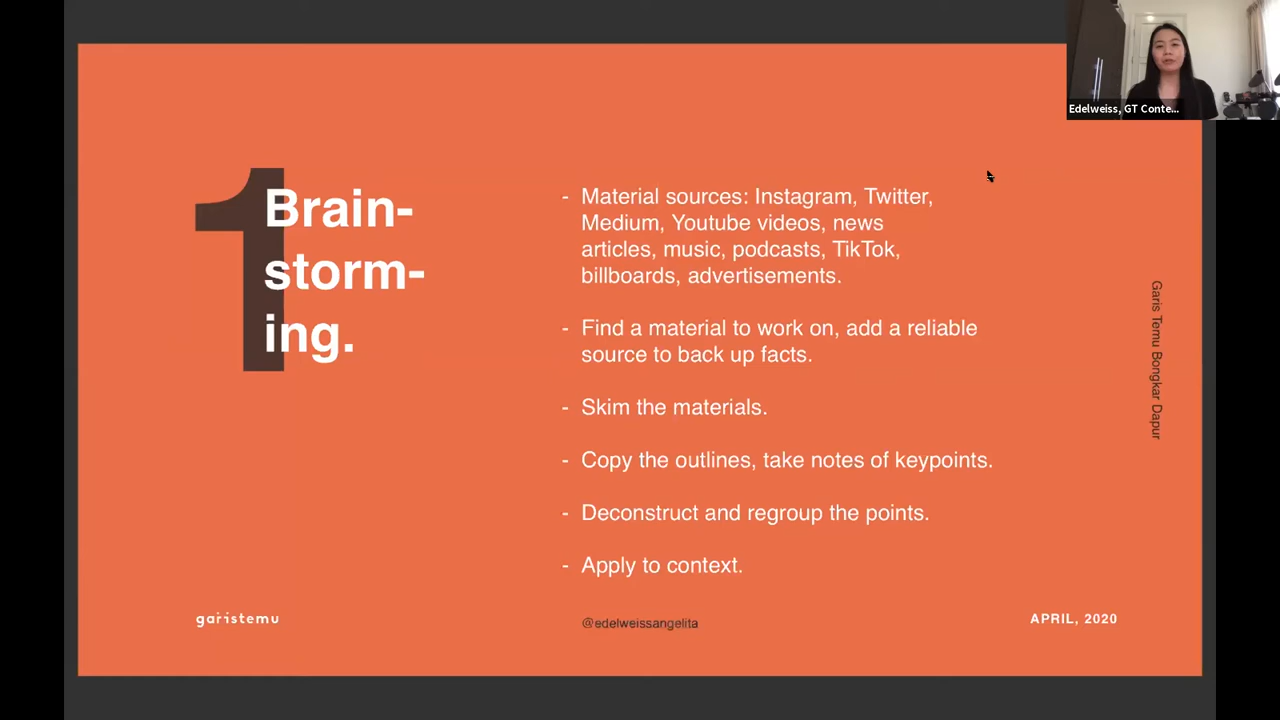 Edelweiss, GT Conte...
1
Brain-
storm-
ing.
- Material sources: Instagram, Twitter,
Medium, Youtube videos, news
articles, music, podcasts, TikTok,
billboards, advertisements.
- Find a material to work on, add a reliable
source to back up facts.
- Skim the materials.
- Copy the outlines, take notes of keypoints.
- Deconstruct and regroup the points.
- Apply to context.
Garis Temu Bongkar Dapur
garistemu
@edelweissangelita
APRIL, 2020